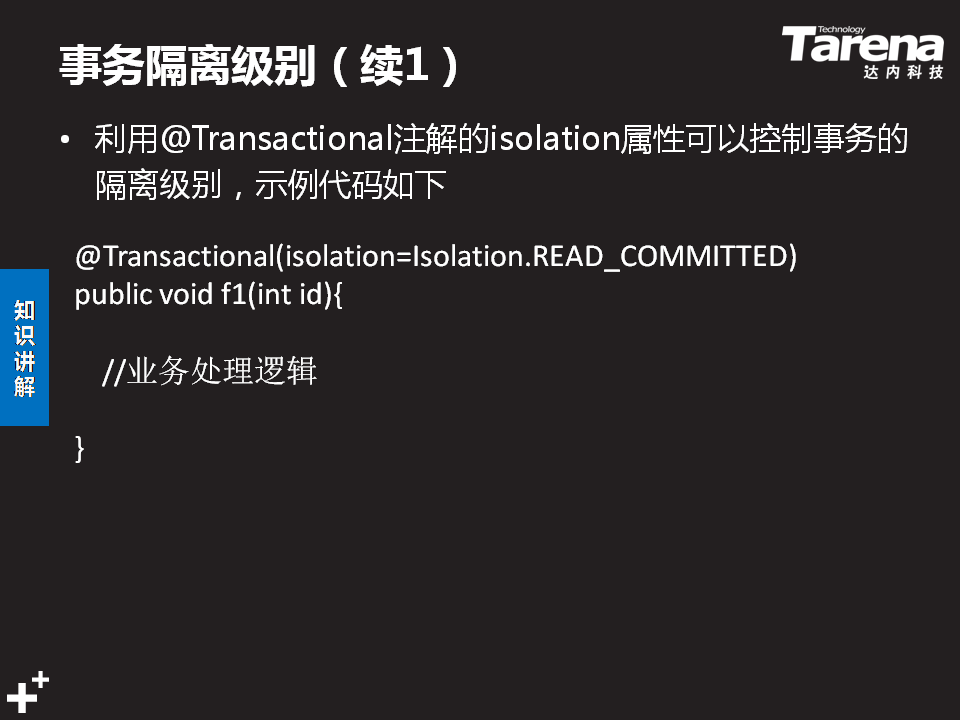 事务隔离级别（续1）
Technology
Tarena
达内科技
• 利用@Transactional注解的isolation属性可以控制事务的
隔离级别，示例代码如下
@Transactional(isolation=Isolation.READ_COMMITTED)
public void f1(int id){
//业务处理逻辑
}
知
识
讲
解